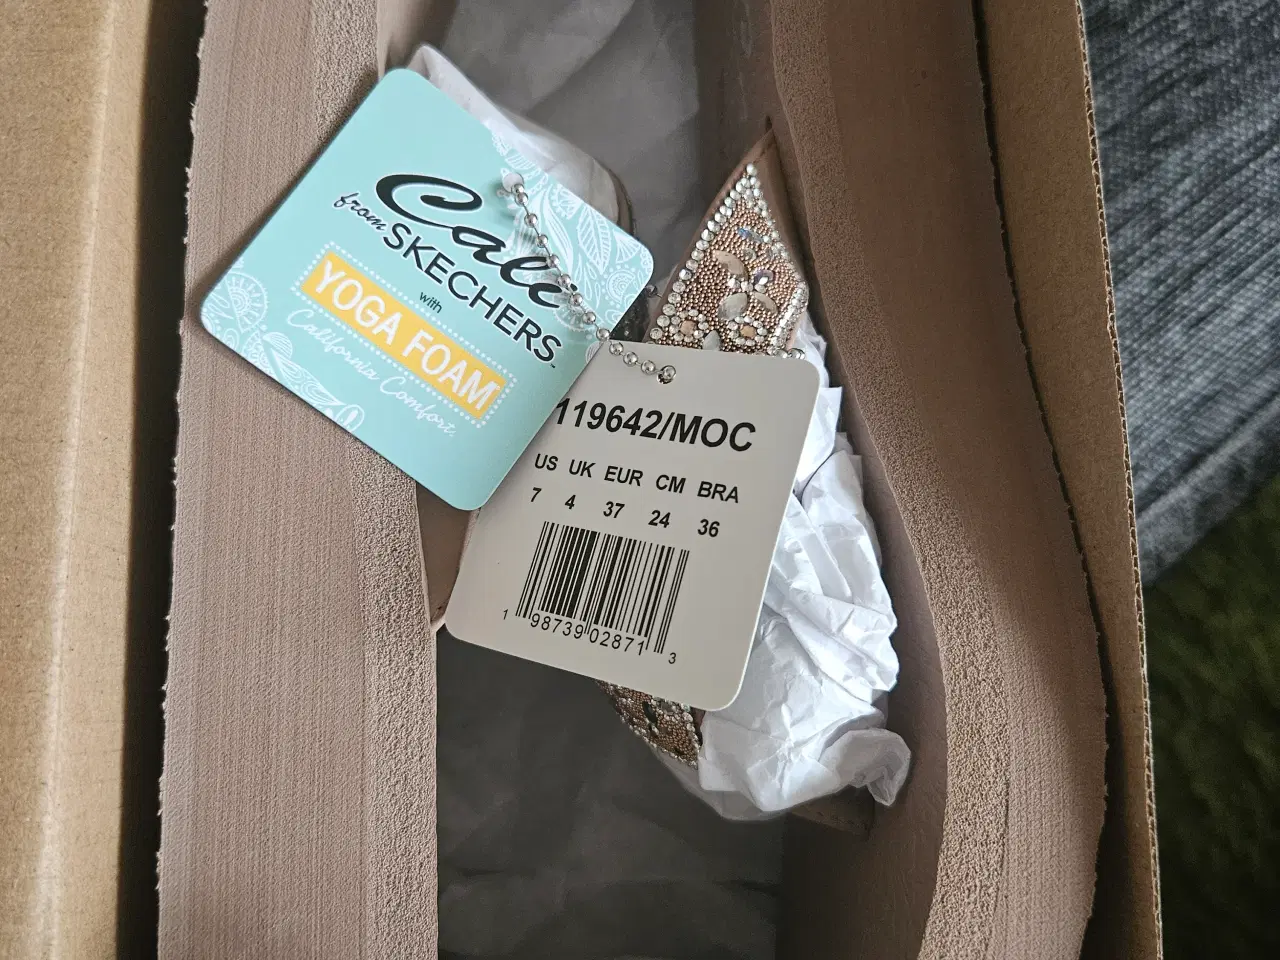 Cali
from SKECHERS
with
YOGA FOAM
California Comfort.
119642/MOC
US UK EUR CM BRA
7 4 37 24 36
1 98739 02871 3